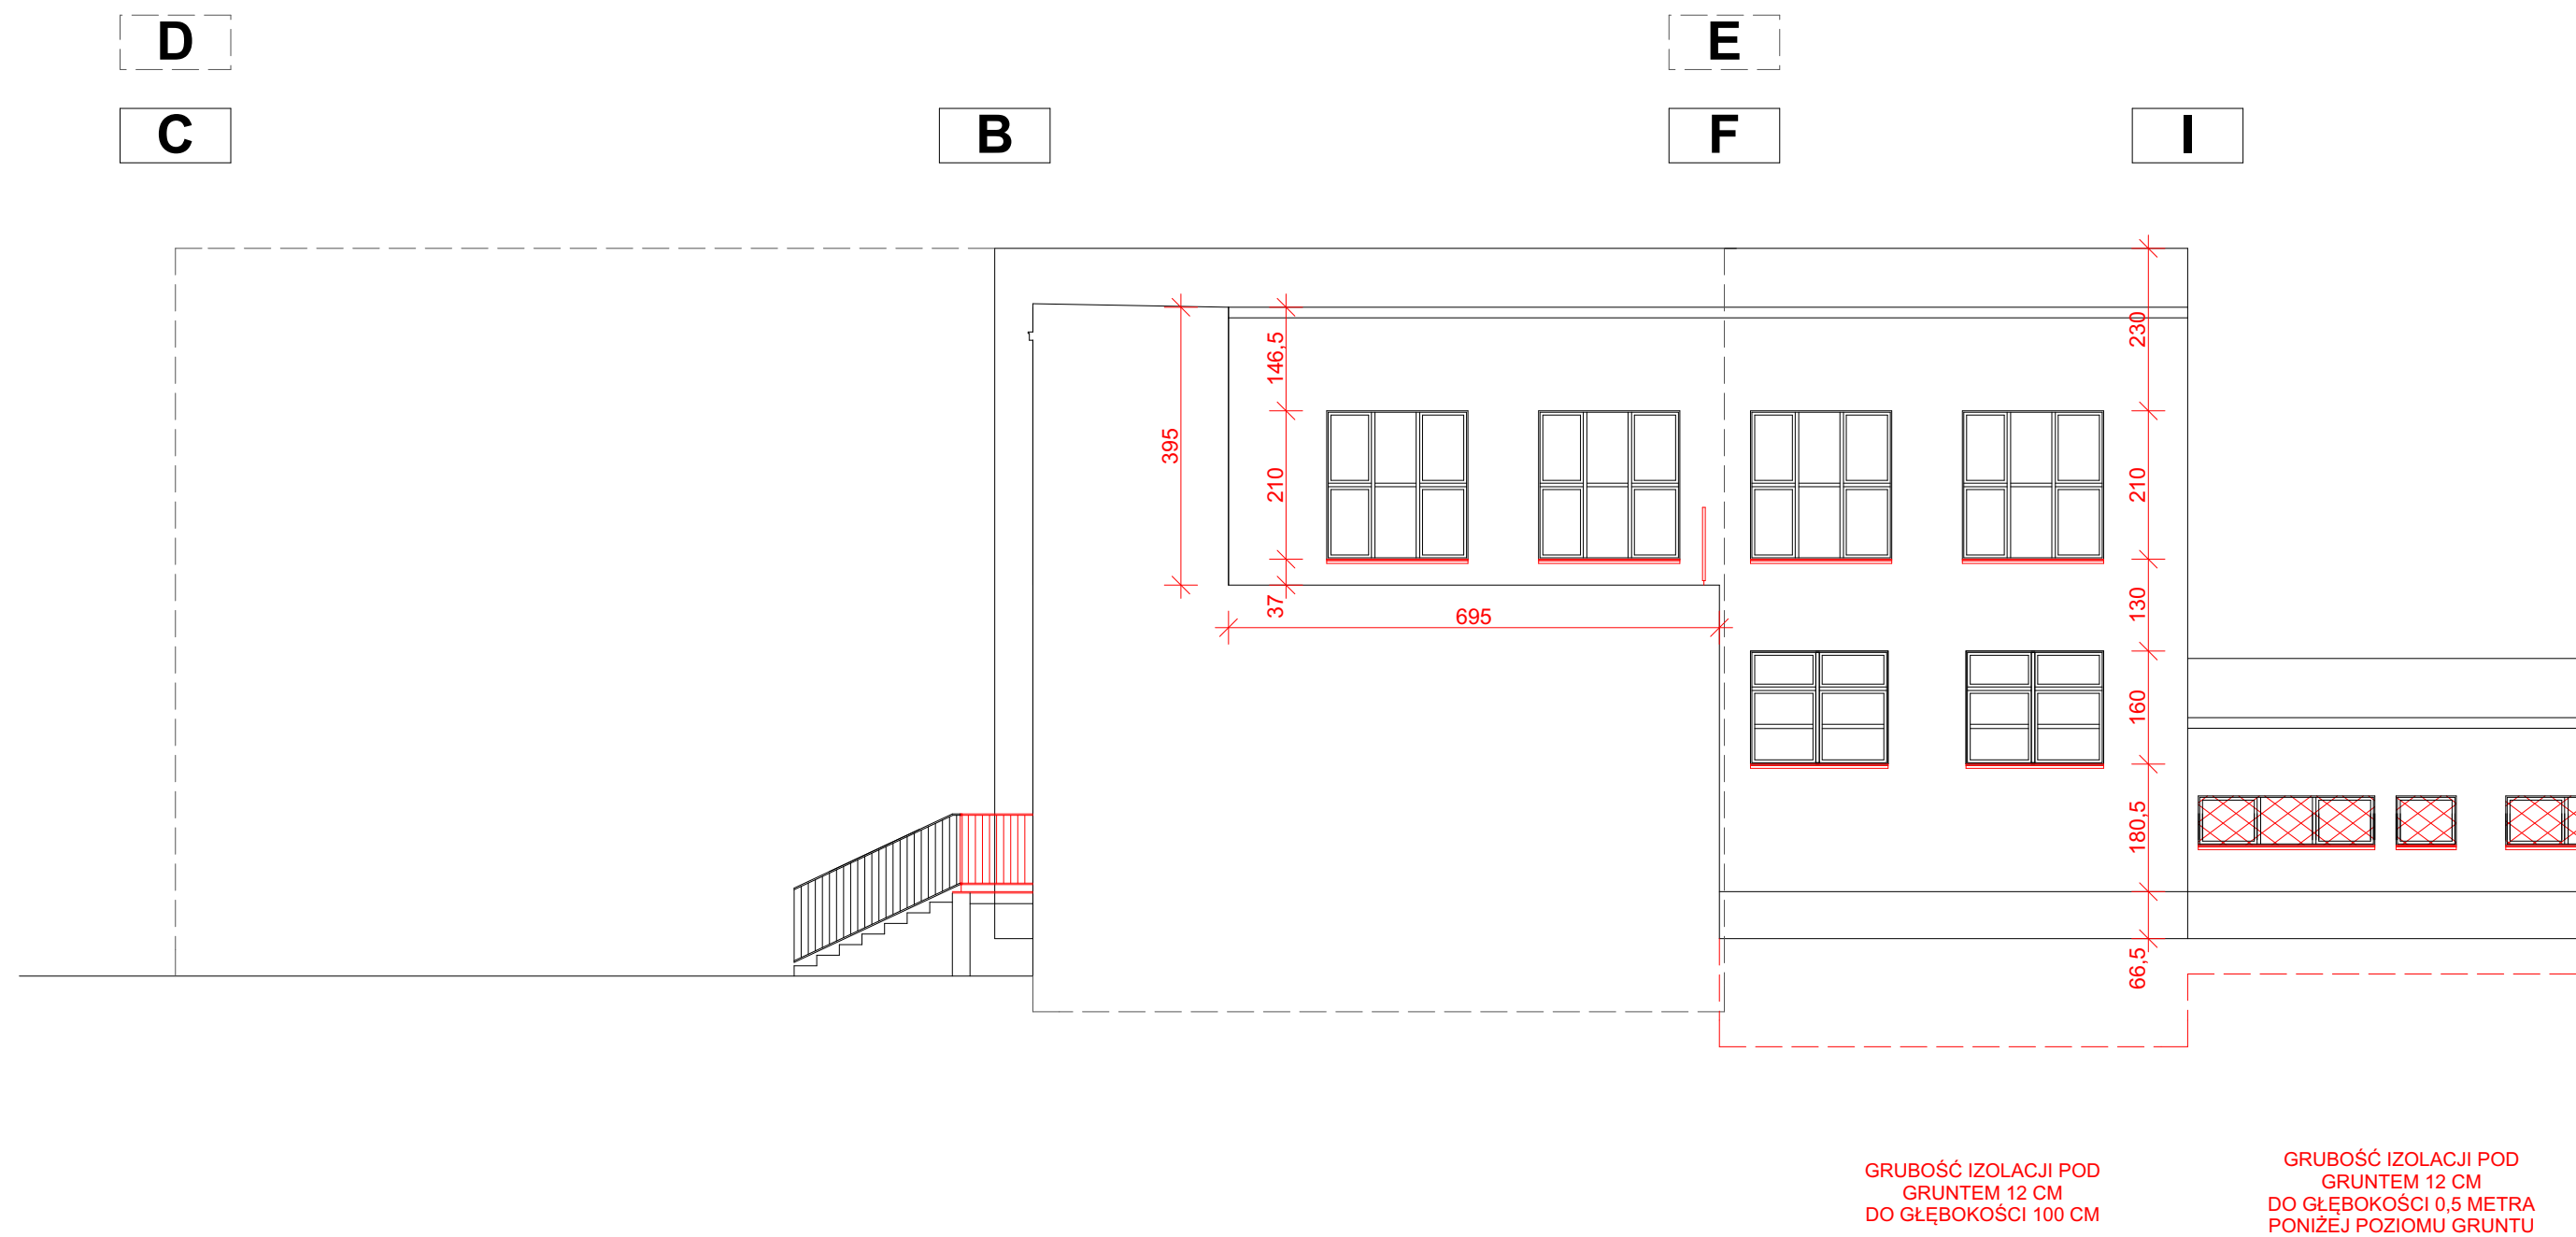 D
E
C
B
F
I
230
146,5
395
210
210
37
130
695
160
180,5
66,5
GRUBOŚĆ IZOLACJI POD
GRUNTEM 12 CM
DO GŁĘBOKOŚCI 100 CM
GRUBOŚĆ IZOLACJI POD
GRUNTEM 12 CM
DO GŁĘBOKOŚCI 0,5 METRA
PONIŻEJ POZIOMU GRUNTU